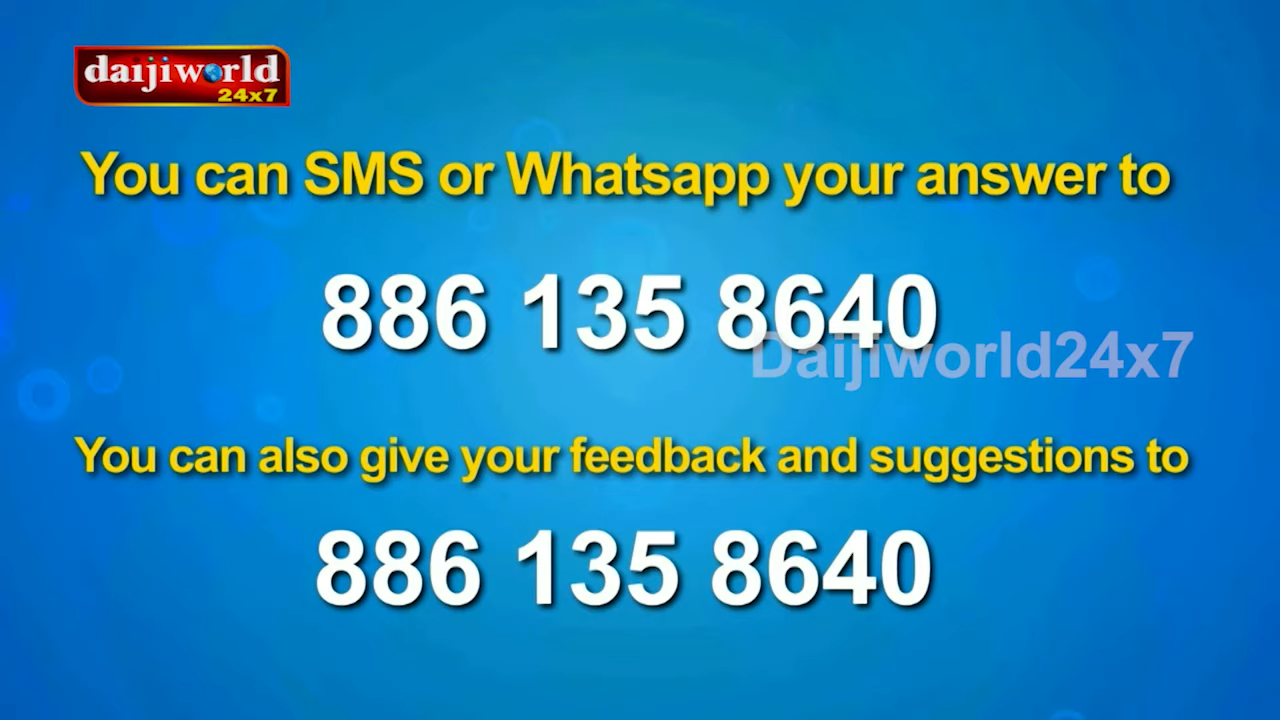 daijiworld
24x7
You can SMS or Whatsapp your answer to
886 135 8640
Daijiworld24x7
You can also give your feedback and suggestions to
886 135 8640